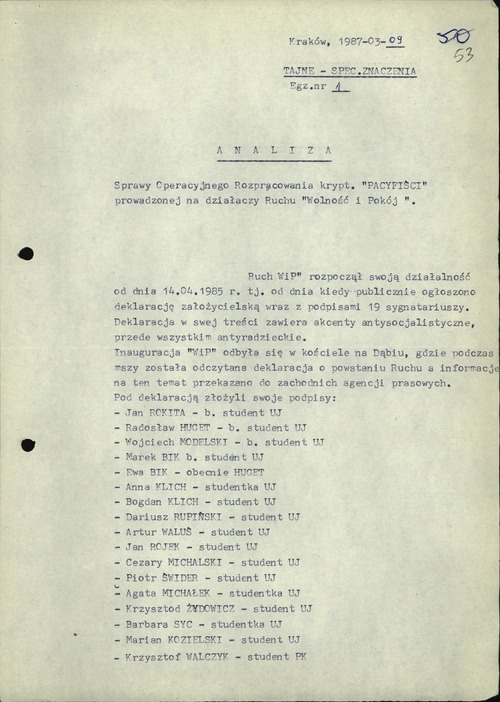 Kraków, 1987-03-09
50
53
TAJNE - SPEC.ZNACZENIA
Egz.nr 1
A N A L I Z A
Sprawy Operacyjnego Rozpracowania krypt. "PACYFIŚCI"
prowadzonej na działaczy Ruchu "Wolność i Pokój ".
Ruch WiP" rozpoczął swoją działalność
od dnia 14.04.1985 r. tj. od dnia kiedy publicznie ogłoszono
deklarację założycielską wraz z podpisami 19 sygnatariuszy.
Deklaracja w swej treści zawiera akcenty antysocjalistyczne,
przede wszystkim antyradzieckie.
Inauguracja "WIP" odbyła się w kościele na Dąbiu, gdzie podczas
mszy została odczytana deklaracja o powstaniu Ruchu a informacje
na ten temat przekazano do zachodnich agencji prasowych.
Pod deklaracją złożyli swoje podpisy:
- Jan ROKITA - b. student UJ
- Radosław HUGET - b. student UJ
- Wojciech MODELSKI - b. student UJ
- Marek BIK b. student UJ
- Ewa BIK - obecnie HUGET
- Anna KLICH - studentka UJ
- Bogdan KLICH - student UJ
- Dariusz RUPIŃSKI - student UJ
- Artur WALUŚ - student UJ
- Jan ROJEK - student UJ
- Cezary MICHALSKI - student UJ
- Piotr ŚWIDER - student UJ
- Agata MICHAŁEK - studentka UJ
- Krzysztod ŻYDOWICZ - student UJ
- Barbara SYC - studentka UJ
- Marian KOZIELSKI - student UJ
- Krzysztof WALCZYK - student PK